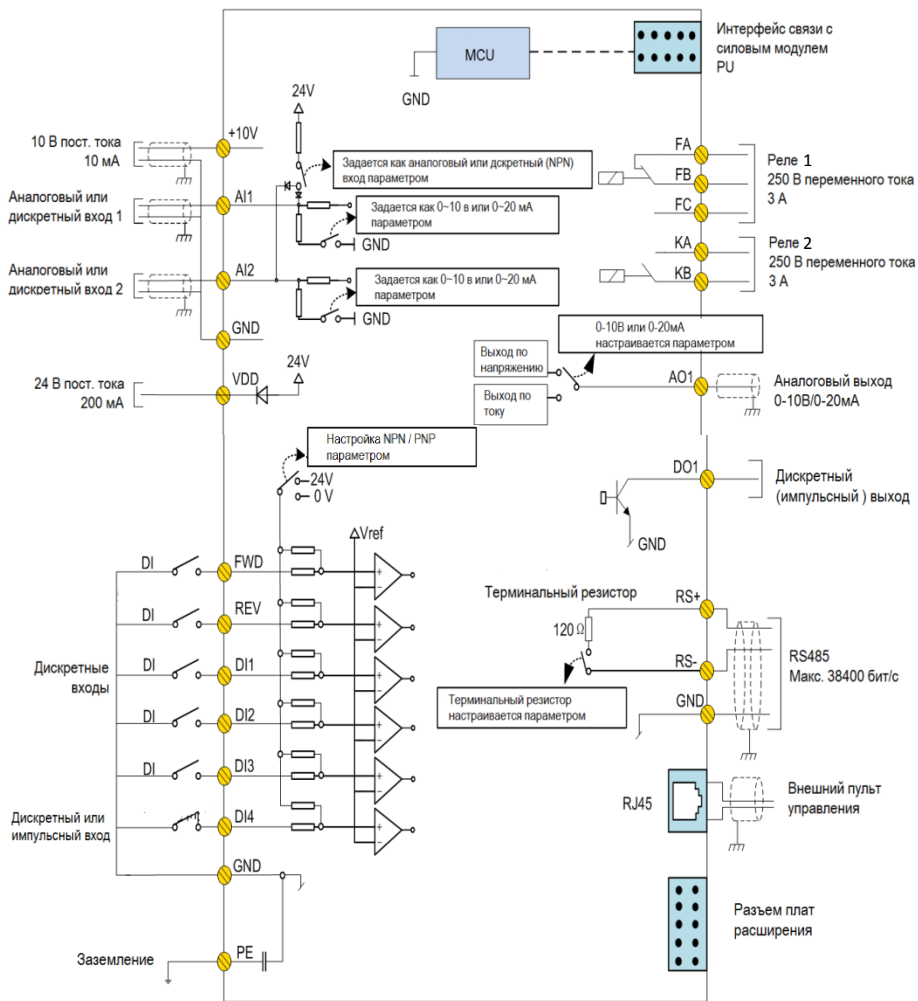 MCU
GND
Интерфейс связи с
силовым модулем
PU
24V
+10V
10 В пост. тока
10 мА
Задается как аналоговый или дскретный (NPN)
вход параметром
FA
FB
FC
Реле 1
250 В переменного тока
3 А
Аналоговый или
дискретный вход 1
AI1
Задается как 0~10 в или 0~20 мА
параметром
GND
KA
KB
Реле 2
250 В переменного тока
3 А
Аналоговый или
дискретный вход 2
AI2
Задается как 0~10 в или 0~20 мА
параметром
GND
GND
0-10В или 0-20мА
настраивается параметром
Выход по
напряжению
Выход по
току
AO1
Аналоговый выход
0-10В/0-20мА
24 В пост. тока
200 мА
VDD
24V
Настройка NPN / PNP
параметром
24V
0 V
DO1
Дискретный
(импульсный ) выход
GND
Vref
DI
FWD
+
−
DI
REV
+
−
Дискретные
входы
DI
DI1
+
−
DI
DI2
+
−
DI
DI3
+
−
Дискретный или
импульсный вход
DI4
+
−
GND
Заземление
PE
Терминальный резистор
120 Ω
RS+
RS-
GND
RS485
Макс. 38400 бит/с
Терминальный резистор
настраивается параметром
RJ45
Внешний пульт
управления
Разъем плат
расширения